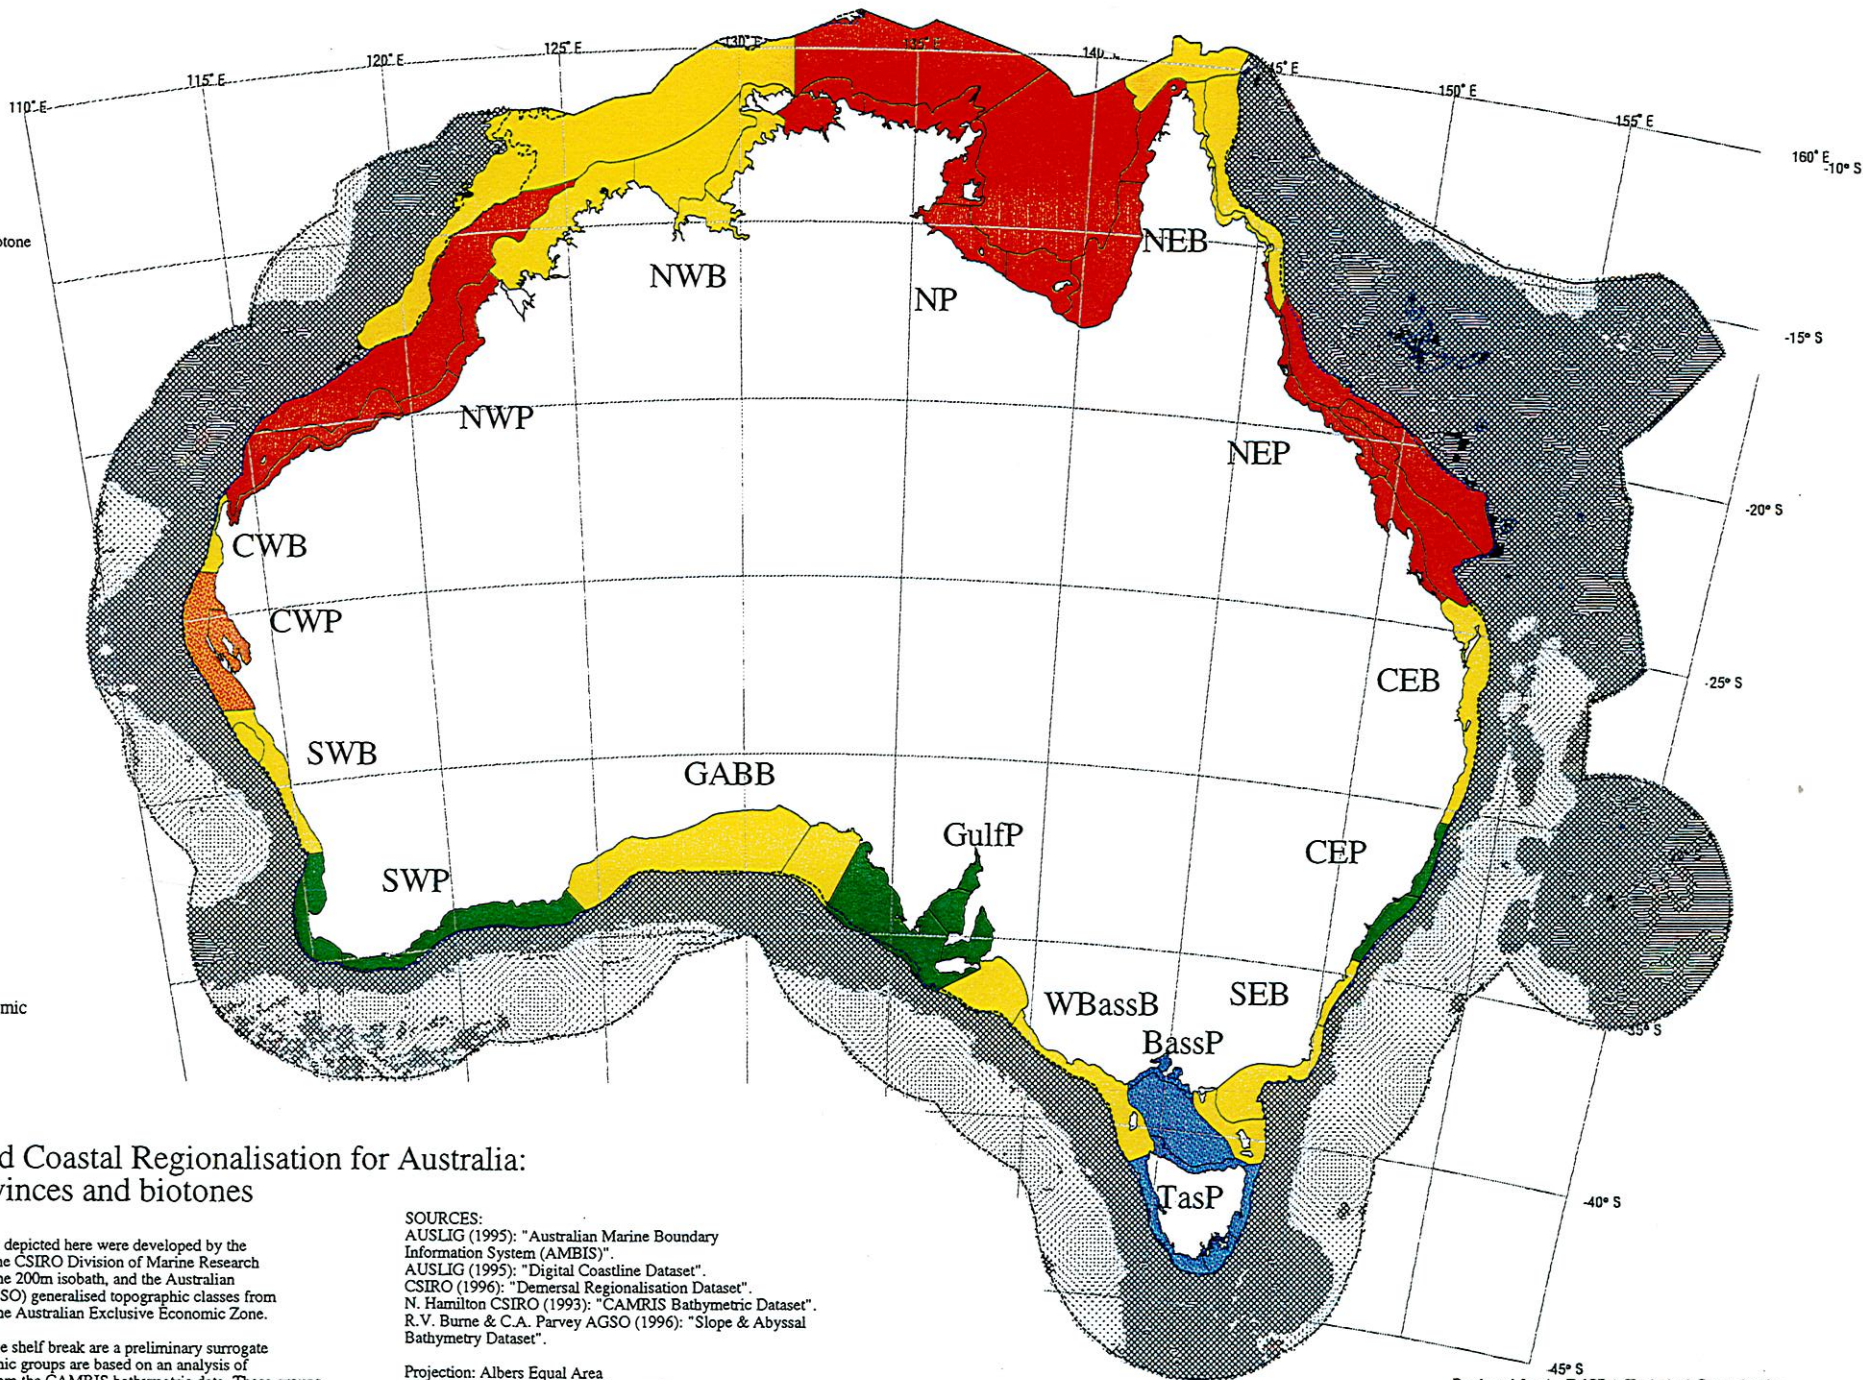 110° E
115° E
120° E
125° E
130° E
135° E
140
45° E
150° E
155° E
160° E
-10° S
otone
NWB
NP
NEB
-15° S
NWP
NEP
-20° S
CWB
CWP
CEB
-25° S
SWB
GABB
GulfP
CEP
SWP
WBassB
SEB
-35° S
mic
BassP
TasP
-40° S
-45° S
d Coastal Regionalisation for Australia:
vinces and biotones
depicted here were developed by the
ne CSIRO Division of Marine Research
ne 200m isobath, and the Australian
SO) generalised topographic classes from
he Australian Exclusive Economic Zone.
e shelf break are a preliminary surrogate
nic groups are based on an analysis of
SOURCES:
AUSLIG (1995): "Australian Marine Boundary
Information System (AMBIS)".
AUSLIG (1995): "Digital Coastline Dataset".
CSIRO (1996): "Demersal Regionalisation Dataset".
N. Hamilton CSIRO (1993): "CAMRIS Bathymetric Dataset".
R.V. Burne & C.A. Parvey AGSO (1996): "Slope & Abyssal
Bathymetry Dataset".
Projection: Albers Equal Area